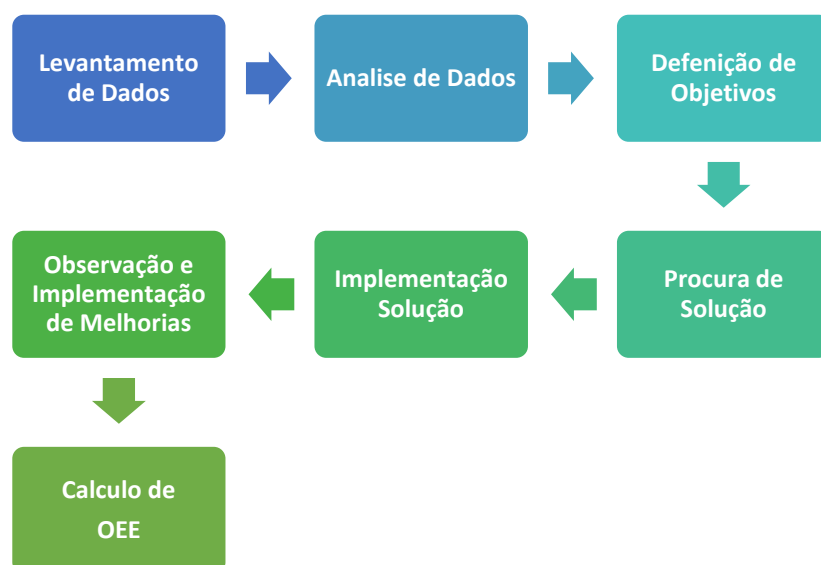 Levantamento
de Dados
Analise de Dados
Defenição de
Objetivos
Procura de
Solução
Implementação
Solução
Observação e
Implementação
de Melhorias
Calculo de
OEE